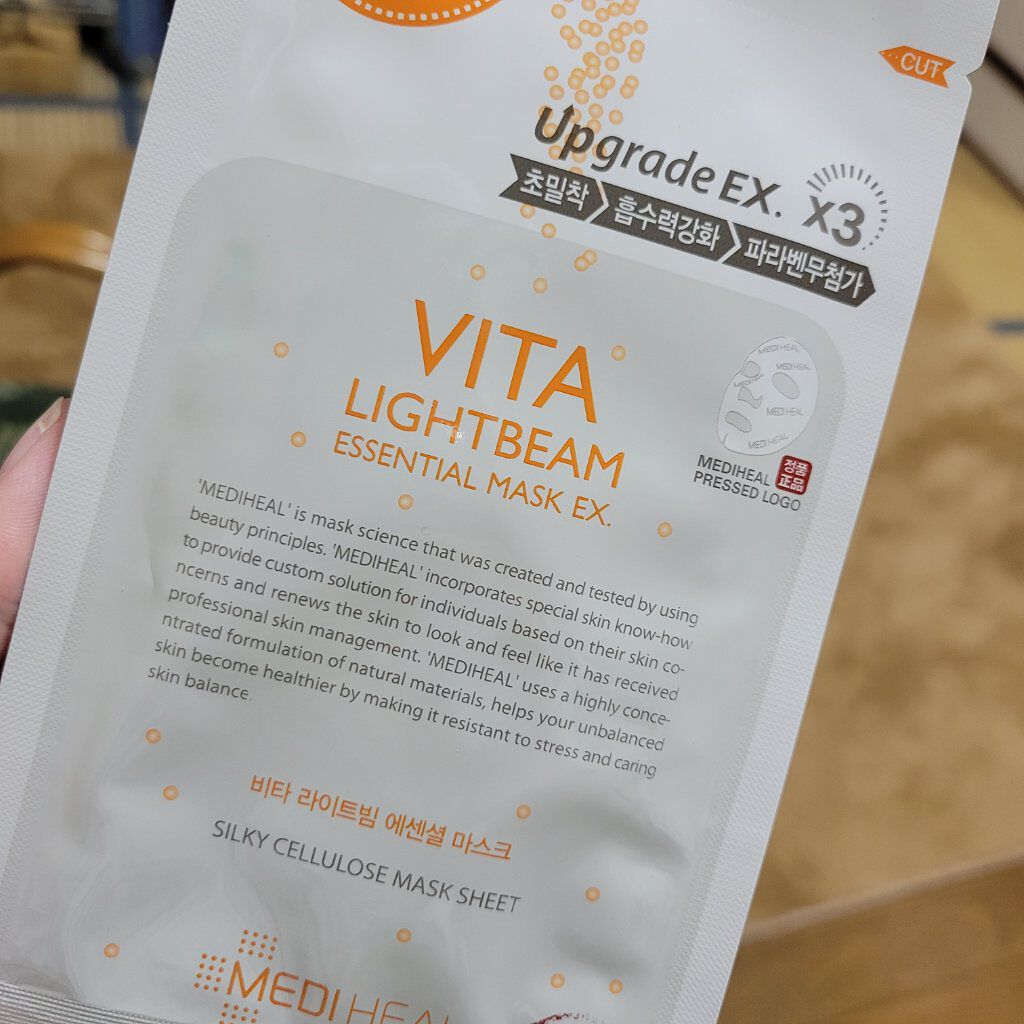 CUT
Upgrade EX. x3
초밀착 흡수력강화 파라벤무첨가
VITA
LIGHTBEAM
ESSENTIAL MASK EX.
MEDIHEAL
MEDIHEAL
MEDIHEAL
MEDIHEAL
MEDIHEAL
MEDIHEAL 정품
PRESSED LOGO 正品
'MEDIHEAL' is mask science that was created and tested by using
beauty principles. 'MEDIHEAL' incorporates special skin know-how
to provide custom solution for individuals based on their skin co-
ncerns and renews the skin to look and feel like it has received
professional skin management. 'MEDIHEAL' uses a highly conce-
ntrated formulation of natural materials, helps your unbalanced
skin become healthier by making it resistant to stress and caring
skin balance.
비타 라이트빔 에센셜 마스크
SILKY CELLULOSE MASK SHEET
MEDIHEAL